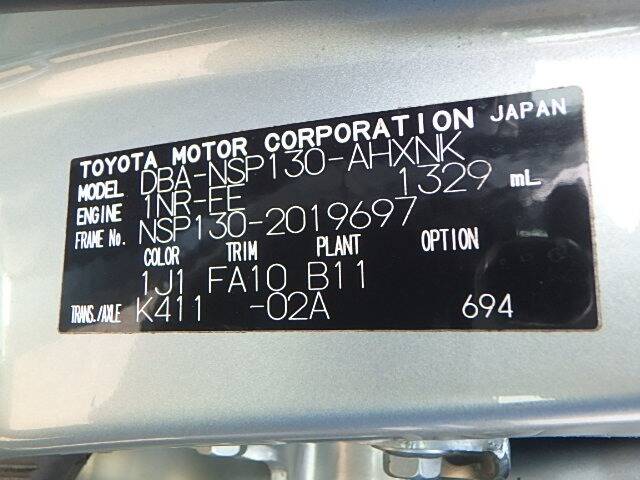 TOYOTA MOTOR CORPORATION JAPAN
MODEL DBA-NSP130-AHXNK
ENGINE 1NR-FE 1329 mL
FRAME No. NSP130-2019697
COLOR TRIM PLANT OPTION
1J1 FA10 B11
TRANS./AXLE K411 -02A 694